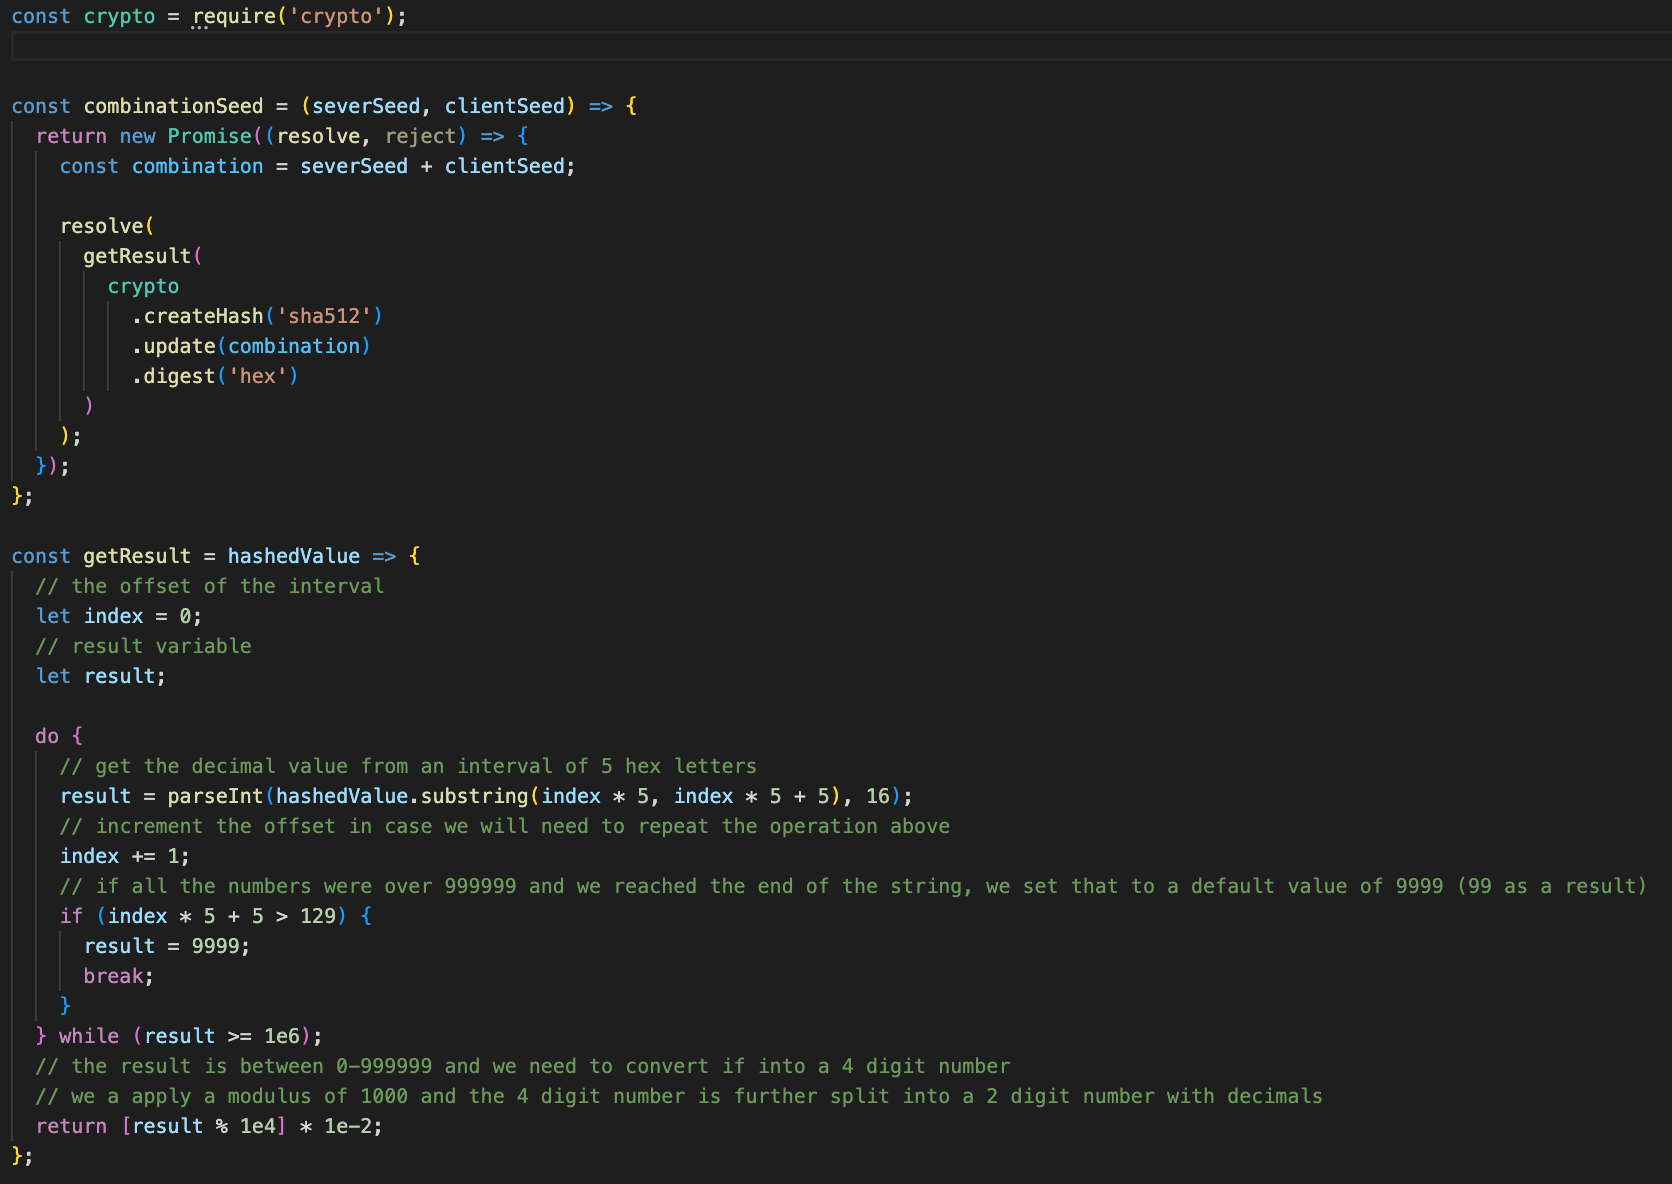 const crypto = require('crypto');
const combinationSeed = (severSeed, clientSeed) => {
  return new Promise((resolve, reject) => {
    const combination = severSeed + clientSeed;
    resolve(
      getResult(
        crypto
          .createHash('sha512')
          .update(combination)
          .digest('hex')
      )
    );
  });
};
const getResult = hashedValue => {
  // the offset of the interval
  let index = 0;
  // result variable
  let result;
  do {
    // get the decimal value from an interval of 5 hex letters
    result = parseInt(hashedValue.substring(index * 5, index * 5 + 5), 16);
    // increment the offset in case we will need to repeat the operation above
    index += 1;
    // if all the numbers were over 999999 and we reached the end of the string, we set that to a default value of 9999 (99 as a result)
    if (index * 5 + 5 > 129) {
      result = 9999;
      break;
    }
  } while (result >= 1e6);
  // the result is between 0-999999 and we need to convert if into a 4 digit number
  // we a apply a modulus of 1000 and the 4 digit number is further split into a 2 digit number with decimals
  return [result % 1e4] * 1e-2;
};